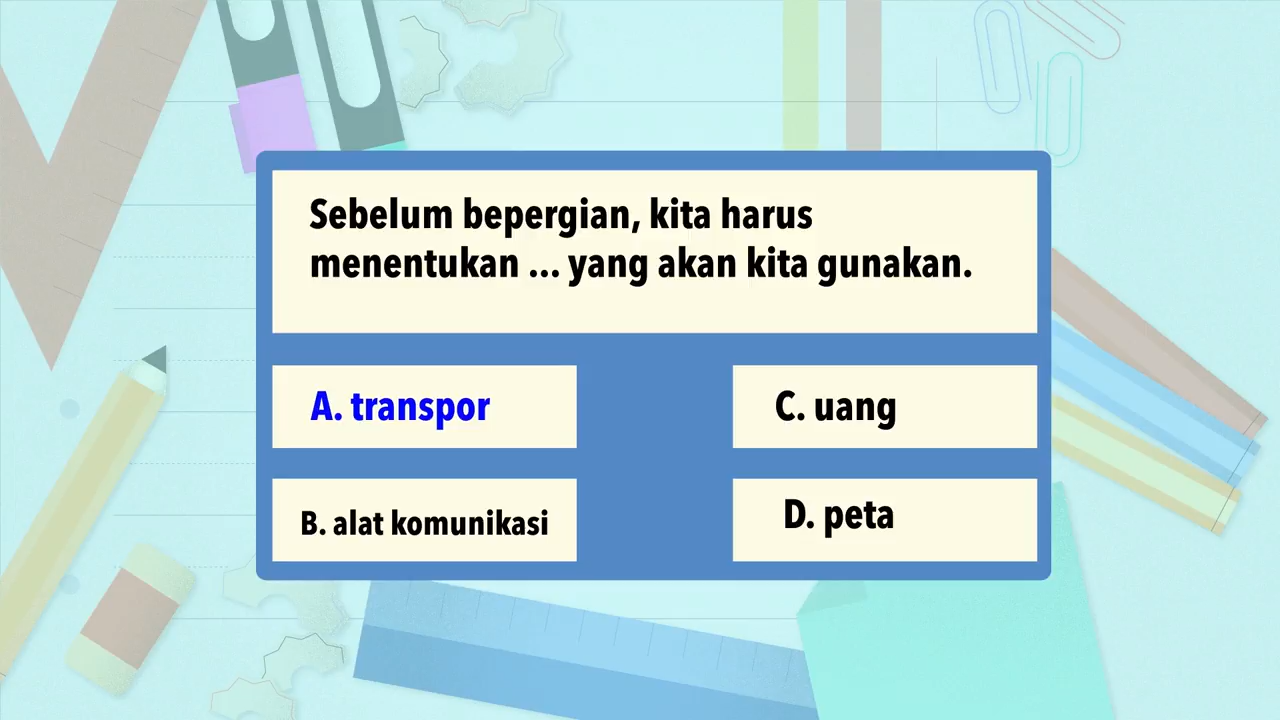 Sebelum bepergian, kita harus
menentukan ... yang akan kita gunakan.
A. transpor
B. alat komunikasi
C. uang
D. peta